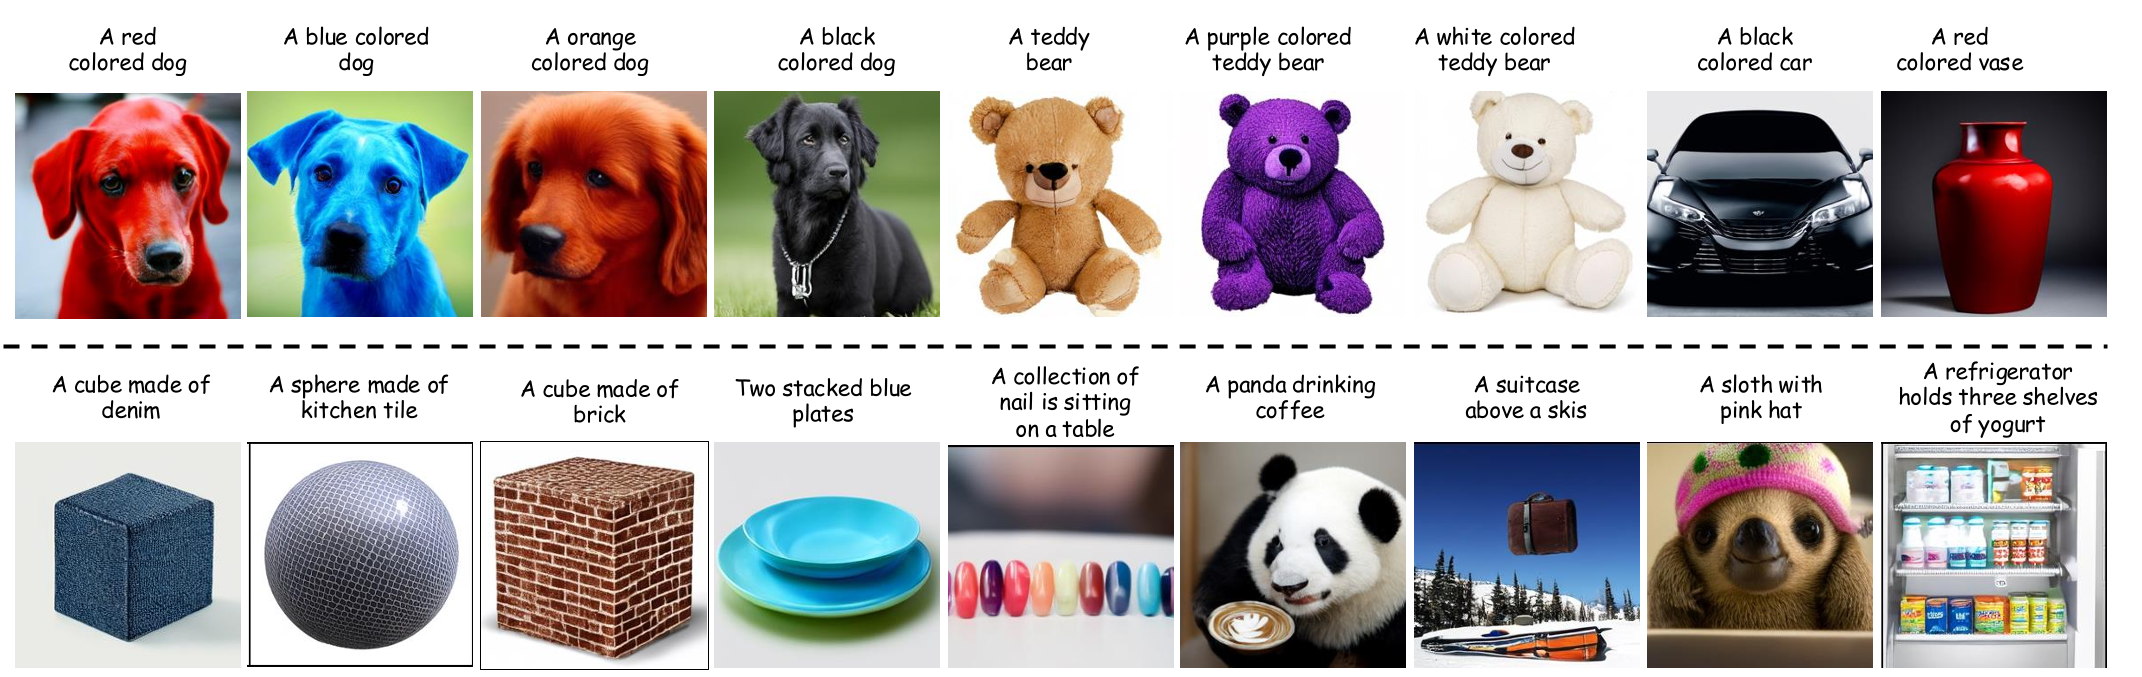 A red
colored dog
A blue colored
dog
A orange
colored dog
A black
colored dog
A teddy
bear
A purple colored
teddy bear
A white colored
teddy bear
A black
colored car
A red
colored vase
A cube made of
denim
A sphere made of
kitchen tile
A cube made of
brick
Two stacked blue
plates
A collection of
nail is sitting
on a table
A panda drinking
coffee
A suitcase
above a skis
A sloth with
pink hat
A refrigerator
holds three shelves
of yogurt